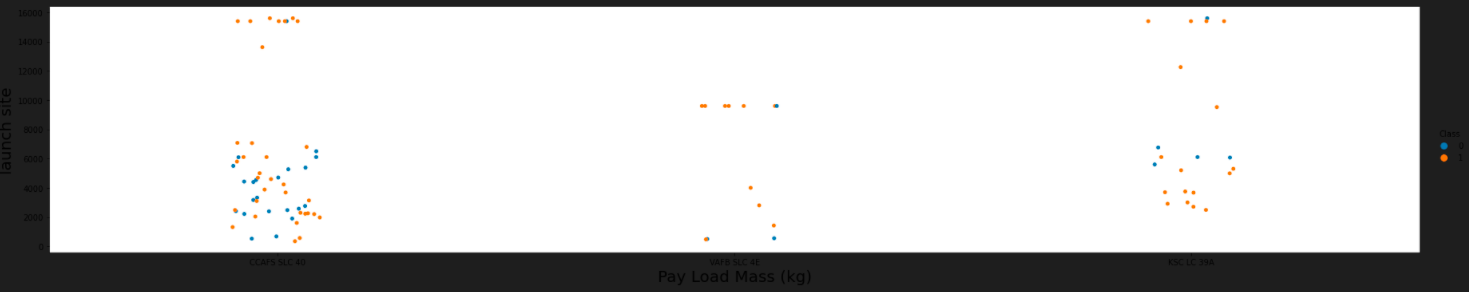 16000
14000
12000
10000
8000
6000
4000
2000
0
launch site
CCAFS SLC 40
VAFB SLC 4E
KSC LC 39A
Pay Load Mass (kg)
Class
0
1